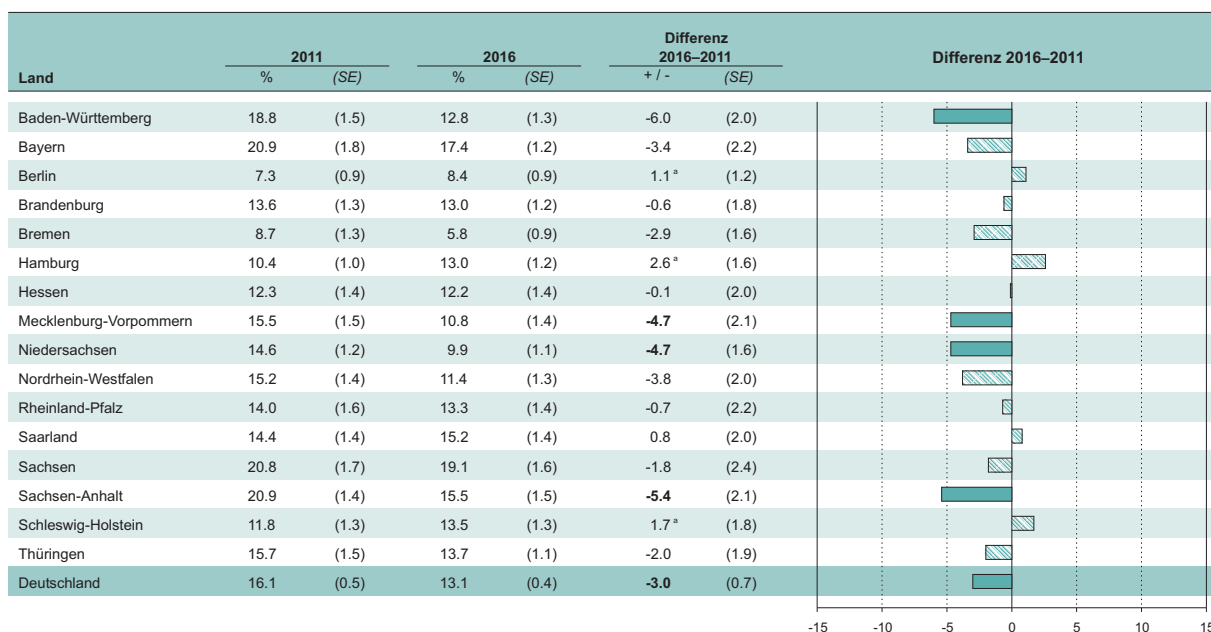 Differenz
2011 2016 2016–2011 Differenz 2016–2011
Land % (SE) % (SE) + / - (SE)
Baden-Württemberg 18.8 (1.5) 12.8 (1.3) -6.0 (2.0)
Bayern 20.9 (1.8) 17.4 (1.2) -3.4 (2.2)
Berlin 7.3 (0.9) 8.4 (0.9) 1.1 a (1.2)
Brandenburg 13.6 (1.3) 13.0 (1.2) -0.6 (1.8)
Bremen 8.7 (1.3) 5.8 (0.9) -2.9 (1.6)
Hamburg 10.4 (1.0) 13.0 (1.2) 2.6 a (1.6)
Hessen 12.3 (1.4) 12.2 (1.4) -0.1 (2.0)
Mecklenburg-Vorpommern 15.5 (1.5) 10.8 (1.4) -4.7 (2.1)
Niedersachsen 14.6 (1.2) 9.9 (1.1) -4.7 (1.6)
Nordrhein-Westfalen 15.2 (1.4) 11.4 (1.3) -3.8 (2.0)
Rheinland-Pfalz 14.0 (1.6) 13.3 (1.4) -0.7 (2.2)
Saarland 14.4 (1.4) 15.2 (1.4) 0.8 (2.0)
Sachsen 20.8 (1.7) 19.1 (1.6) -1.8 (2.4)
Sachsen-Anhalt 20.9 (1.4) 15.5 (1.5) -5.4 (2.1)
Schleswig-Holstein 11.8 (1.3) 13.5 (1.3) 1.7 a (1.8)
Thüringen 15.7 (1.5) 13.7 (1.1) -2.0 (1.9)
Deutschland 16.1 (0.5) 13.1 (0.4) -3.0 (0.7)
-15 -10 -5 0 5 10 15